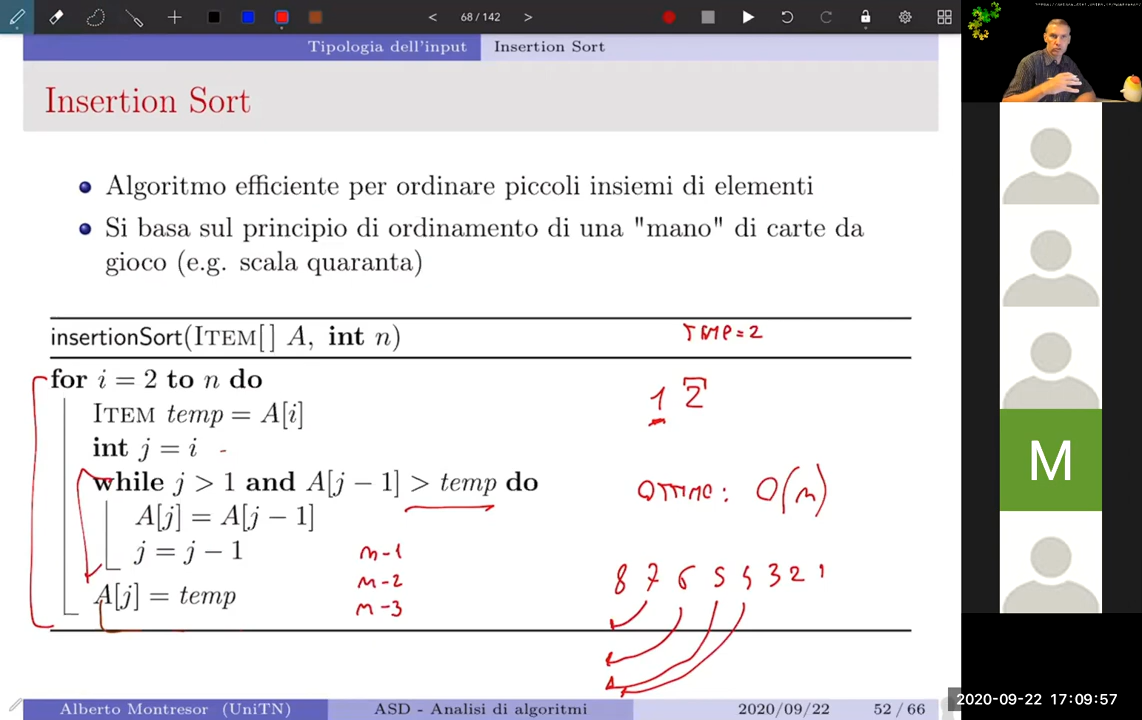 68 / 142
Tipologia dell'input Insertion Sort
Insertion Sort
Algoritmo efficiente per ordinare piccoli insiemi di elementi
Si basa sul principio di ordinamento di una "mano" di carte da
gioco (e.g. scala quaranta)
insertionSort(ITEM[] A, int n)
TMP=2
for i = 2 to n do
ITEM temp = A[i]
1 2
int j = i
while j > 1 and A[j − 1] > temp do
OTTIMO: O(n)
A[j] = A[j − 1]
j = j − 1
n-1
8 7 6 5 4 3 2 1
n-2
A[j] = temp
n-3
M
Alberto Montresor (UniTN) ASD - Analisi di algoritmi 2020/09/22 52 / 66
2020-09-22 17:09:57